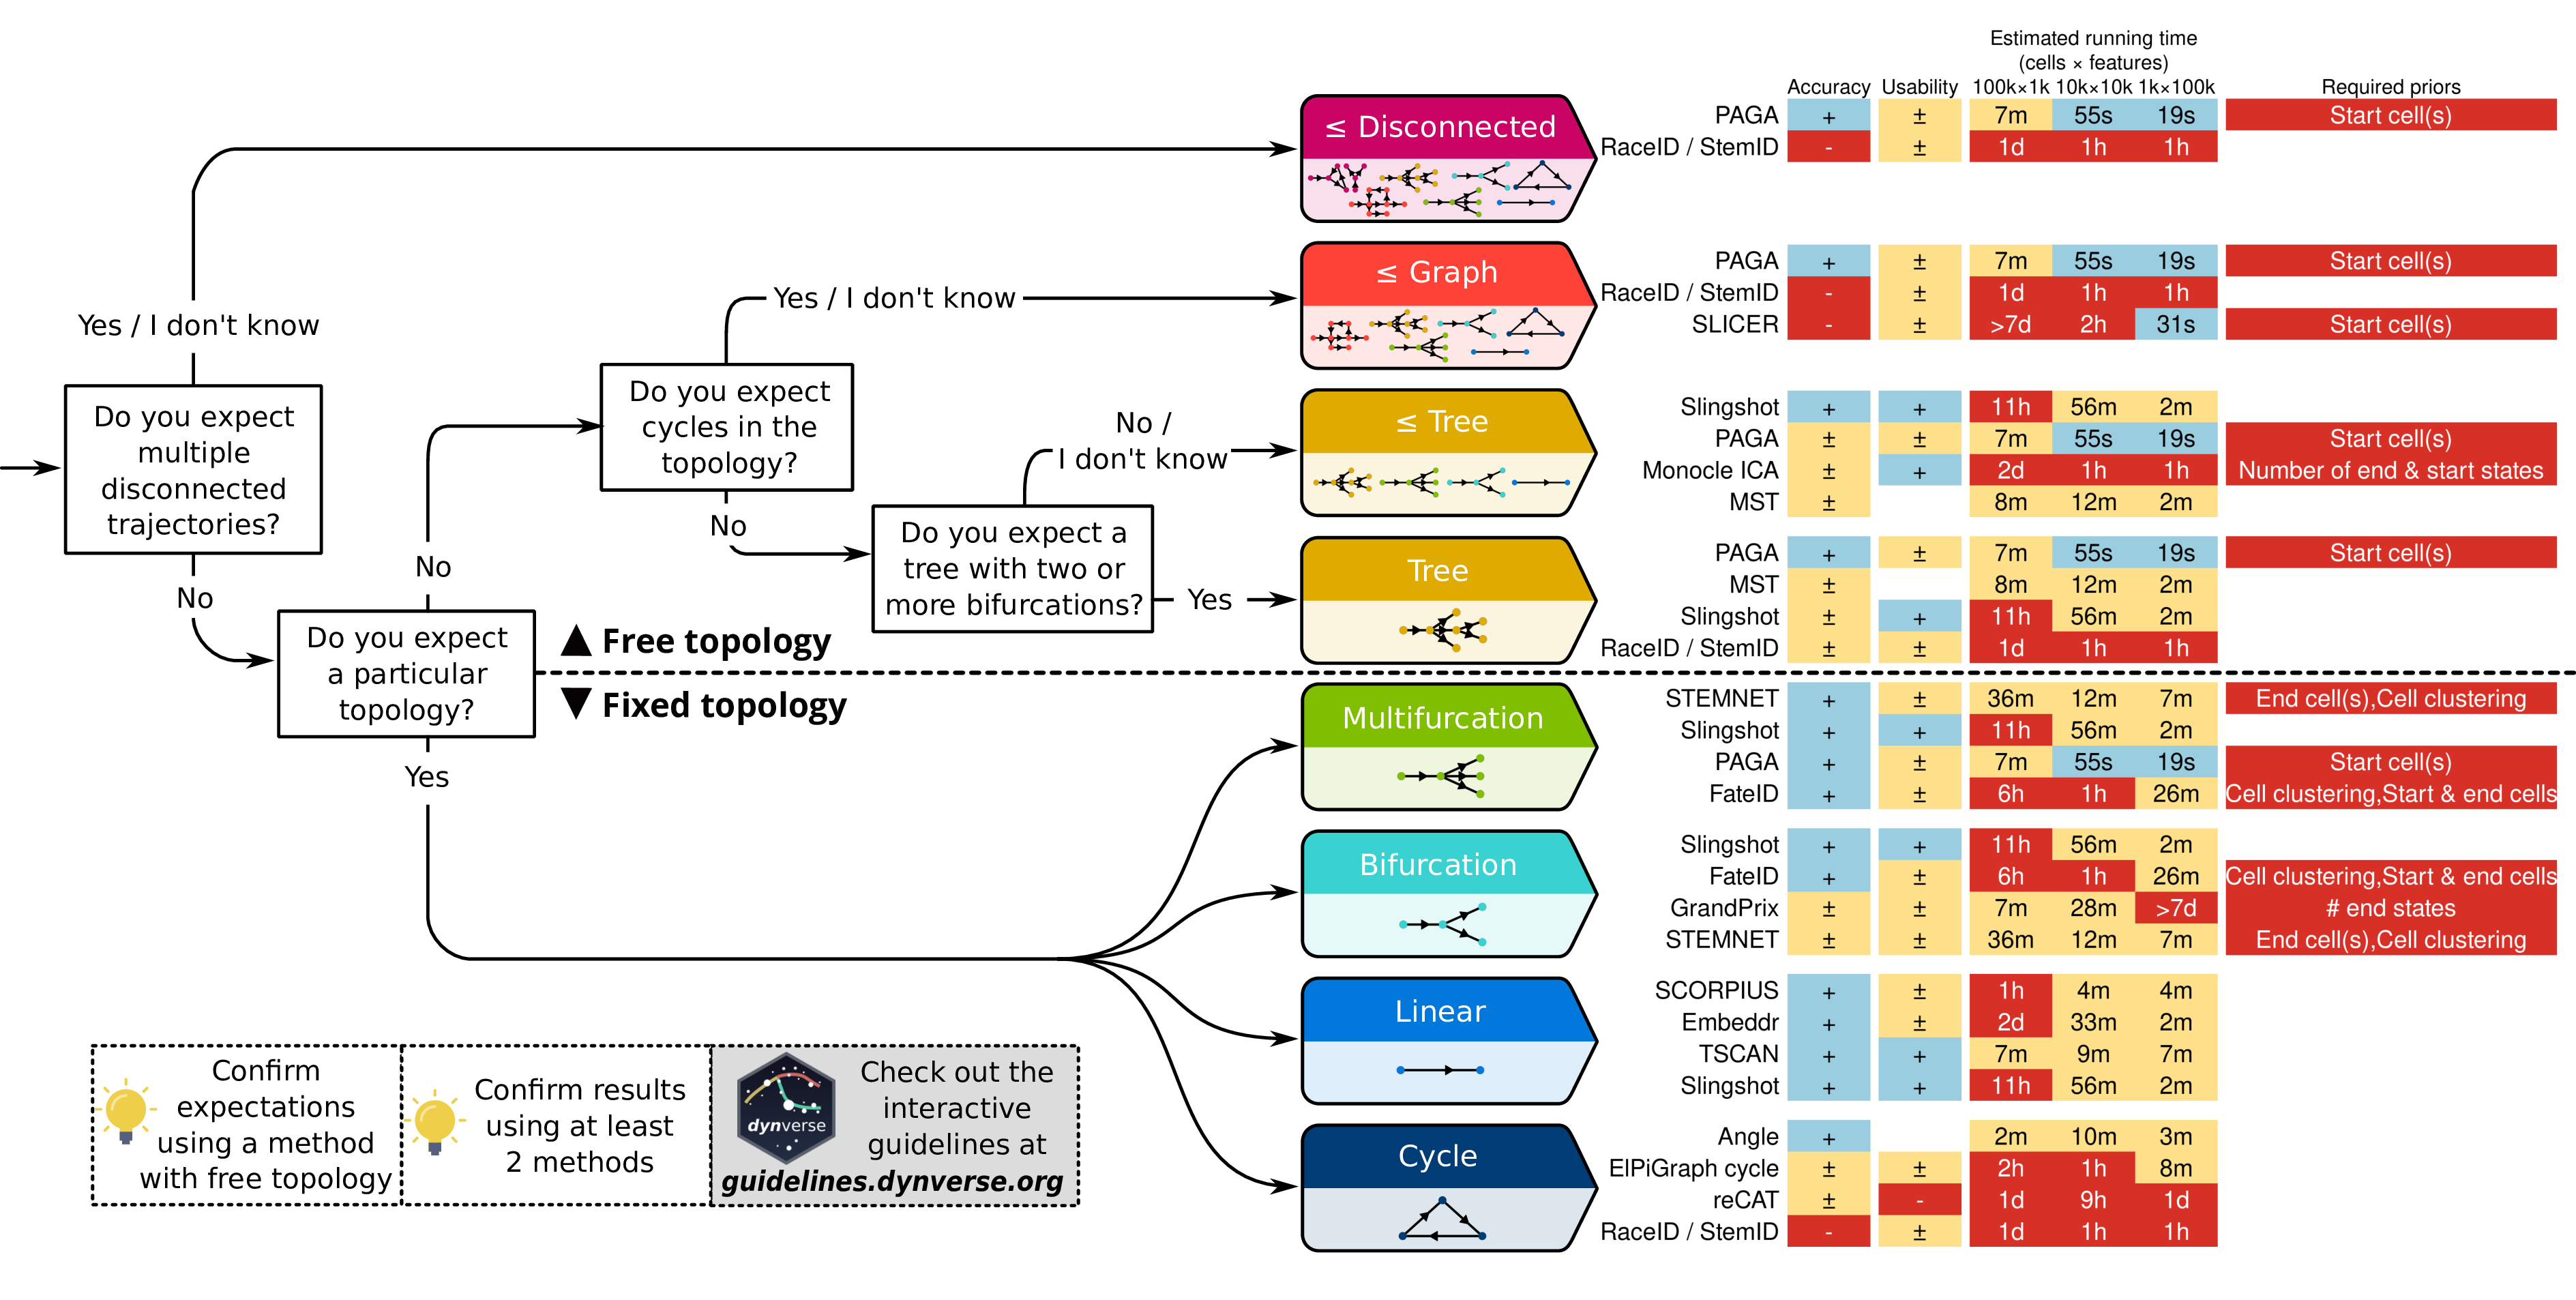 Estimated running time
(cells × features)
Accuracy Usability 100k×1k 10k×10k 1k×100k Required priors
≤ Disconnected
PAGA + ± 7m 55s 19s Start cell(s)
RaceID / StemID - ± 1d 1h 1h
≤ Graph
PAGA + ± 7m 55s 19s Start cell(s)
RaceID / StemID - ± 1d 1h 1h
SLICER - ± >7d 2h 31s Start cell(s)
≤ Tree
Slingshot + + 11h 56m 2m
PAGA ± ± 7m 55s 19s Start cell(s)
Monocle ICA ± + 2d 1h 1h Number of end & start states
MST ± 8m 12m 2m
Tree
PAGA + ± 7m 55s 19s Start cell(s)
MST ± 8m 12m 2m
Slingshot ± + 11h 56m 2m
RaceID / StemID ± ± 1d 1h 1h
Multifurcation
STEMNET + ± 36m 12m 7m End cell(s),Cell clustering
Slingshot + + 11h 56m 2m
PAGA + ± 7m 55s 19s Start cell(s)
FateID + ± 6h 1h 26m Cell clustering,Start & end cells
Bifurcation
Slingshot + + 11h 56m 2m
FateID + ± 6h 1h 26m Cell clustering,Start & end cells
GrandPrix ± ± 7m 28m >7d # end states
STEMNET ± ± 36m 12m 7m End cell(s),Cell clustering
Linear
SCORPIUS + ± 1h 4m 4m
Embeddr + ± 2d 33m 2m
TSCAN + + 7m 9m 7m
Slingshot + + 11h 56m 2m
Cycle
Angle + 2m 10m 3m
ElPiGraph cycle ± ± 2h 1h 8m
reCAT ± - 1d 9h 1d
RaceID / StemID - ± 1d 1h 1h
Yes / I don't know
Do you expect
multiple
disconnected
trajectories?
No
Do you expect
a particular
topology?
No
Yes
▲ Free topology
▼ Fixed topology
Do you expect
cycles in the
topology?
Yes / I don't know
No
Do you expect a
tree with two or
more bifurcations?
No /
I don't know
Yes
Confirm
expectations
using a method
with free topology
Confirm results
using at least
2 methods
dynverse
Check out the
interactive
guidelines at
guidelines.dynverse.org